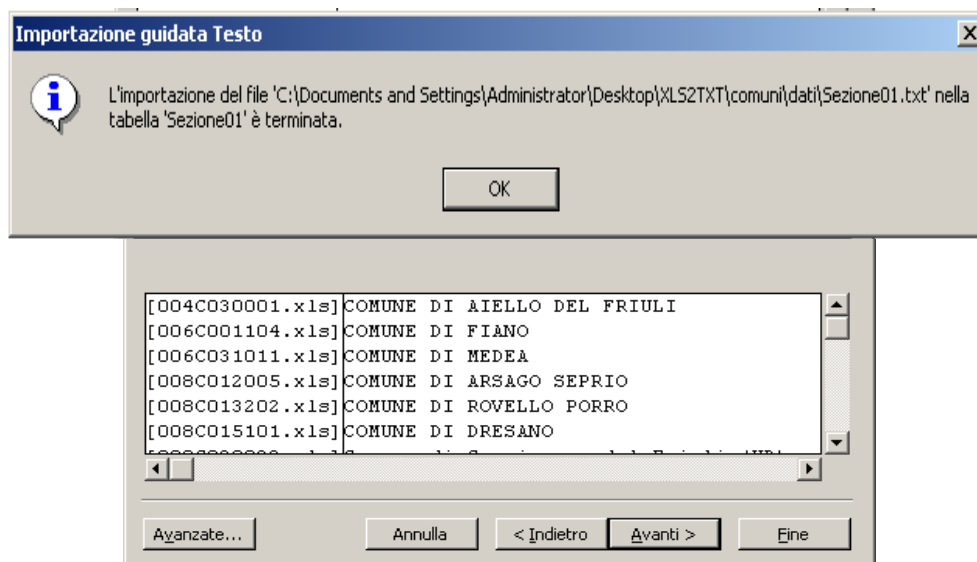 Importazione guidata Testo
L'importazione del file 'C:\Documents and Settings\Administrator\Desktop\XLS2TXT\comuni\dati\Sezione01.txt' nella
tabella 'Sezione01' è terminata.
OK
[004C030001.xls] COMUNE DI AIELLO DEL FRIULI
[006C001104.xls] COMUNE DI FIANO
[006C031011.xls] COMUNE DI MEDEA
[008C012005.xls] COMUNE DI ARSAGO SEPRIO
[008C013202.xls] COMUNE DI ROVELLO PORRO
[008C015101.xls] COMUNE DI DRESANO
Avanzate... Annulla < Indietro Avanti > Fine